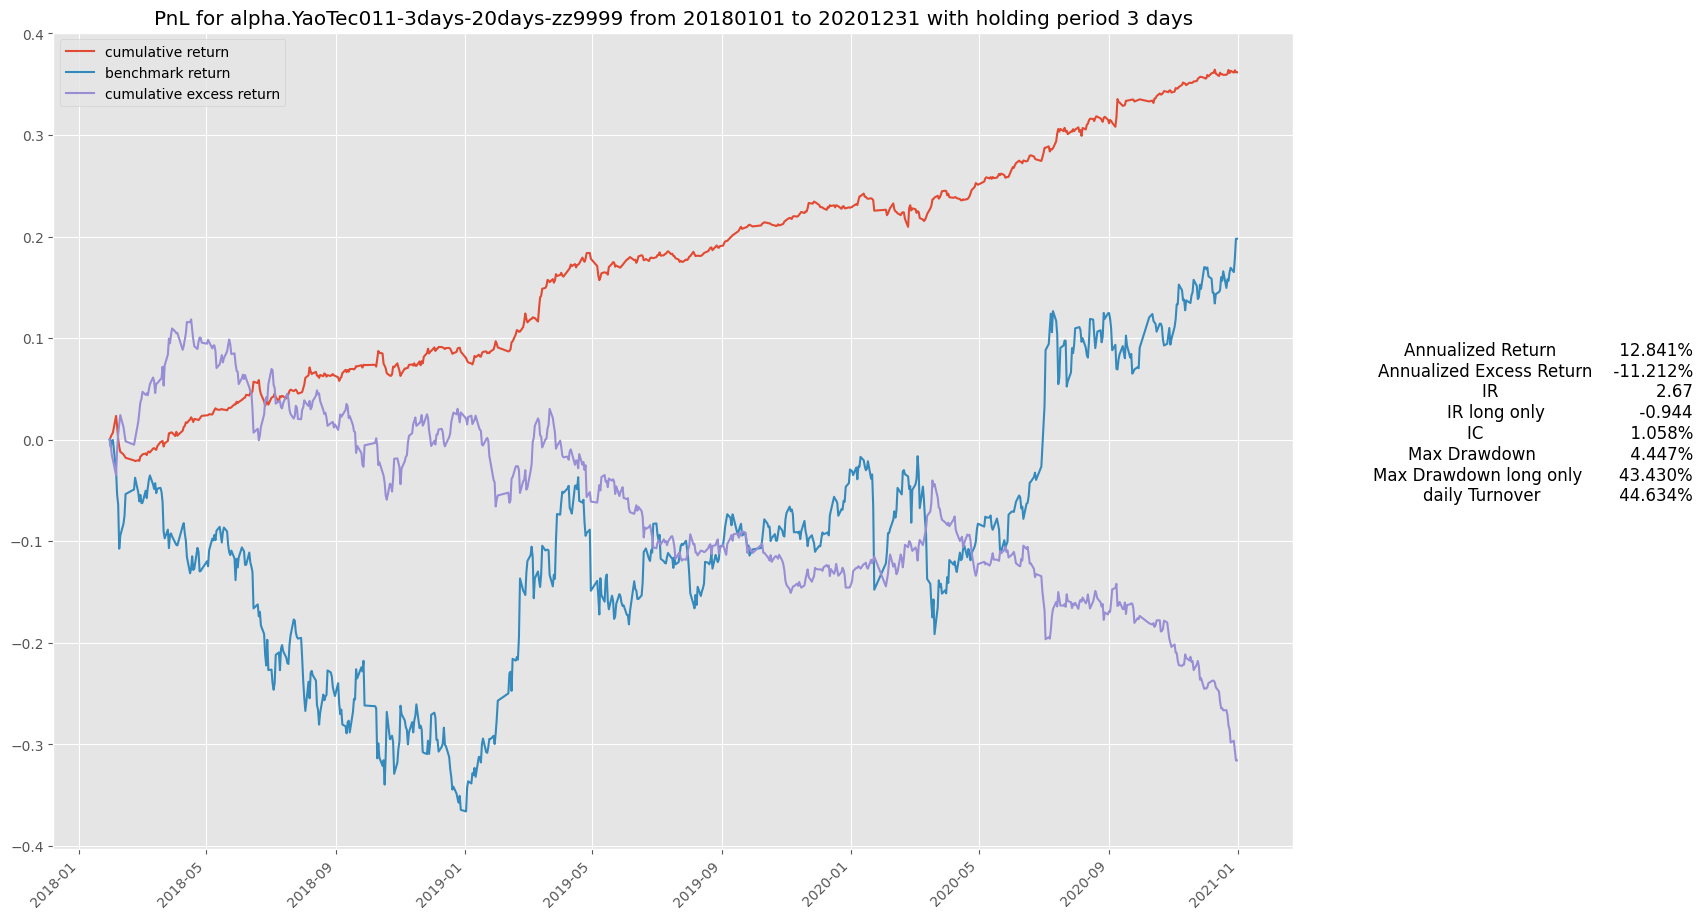 PnL for alpha.YaoTec011-3days-20days-zz9999 from 20180101 to 20201231 with holding period 3 days
cumulative return
benchmark return
cumulative excess return
0.4
0.3
0.2
0.1
0.0
−0.1
−0.2
−0.3
−0.4
2018-01
2018-05
2018-09
2019-01
2019-05
2019-09
2020-01
2020-05
2020-09
2021-01
Annualized Return 12.841%
Annualized Excess Return -11.212%
IR 2.67
IR long only -0.944
IC 1.058%
Max Drawdown 4.447%
Max Drawdown long only 43.430%
daily Turnover 44.634%